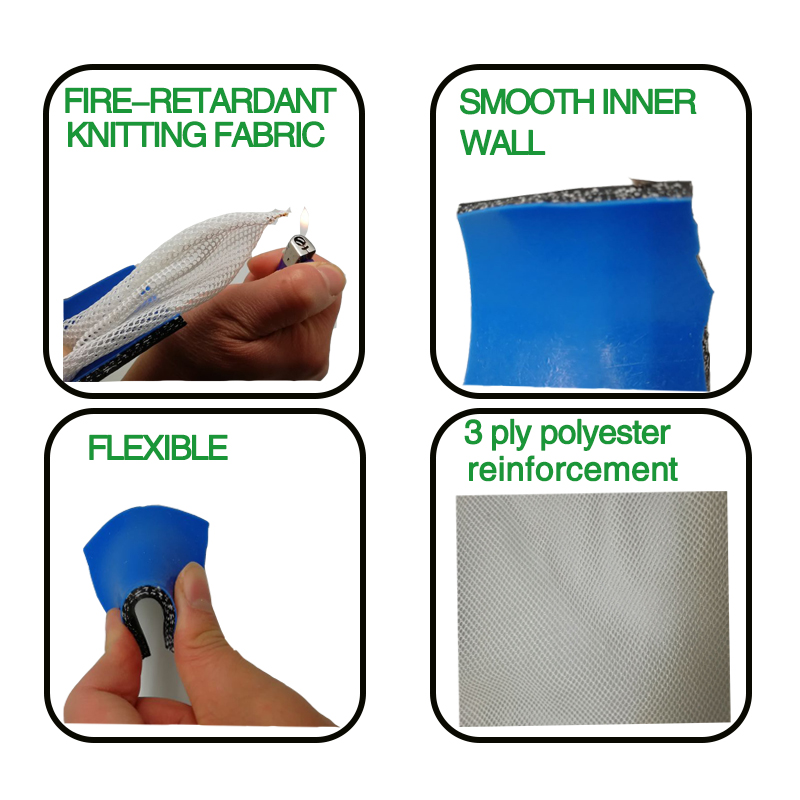 FIRE-RETARDANT
KNITTING FABRIC
SMOOTH INNER
WALL
FLEXIBLE
3 ply polyester
reinforcement